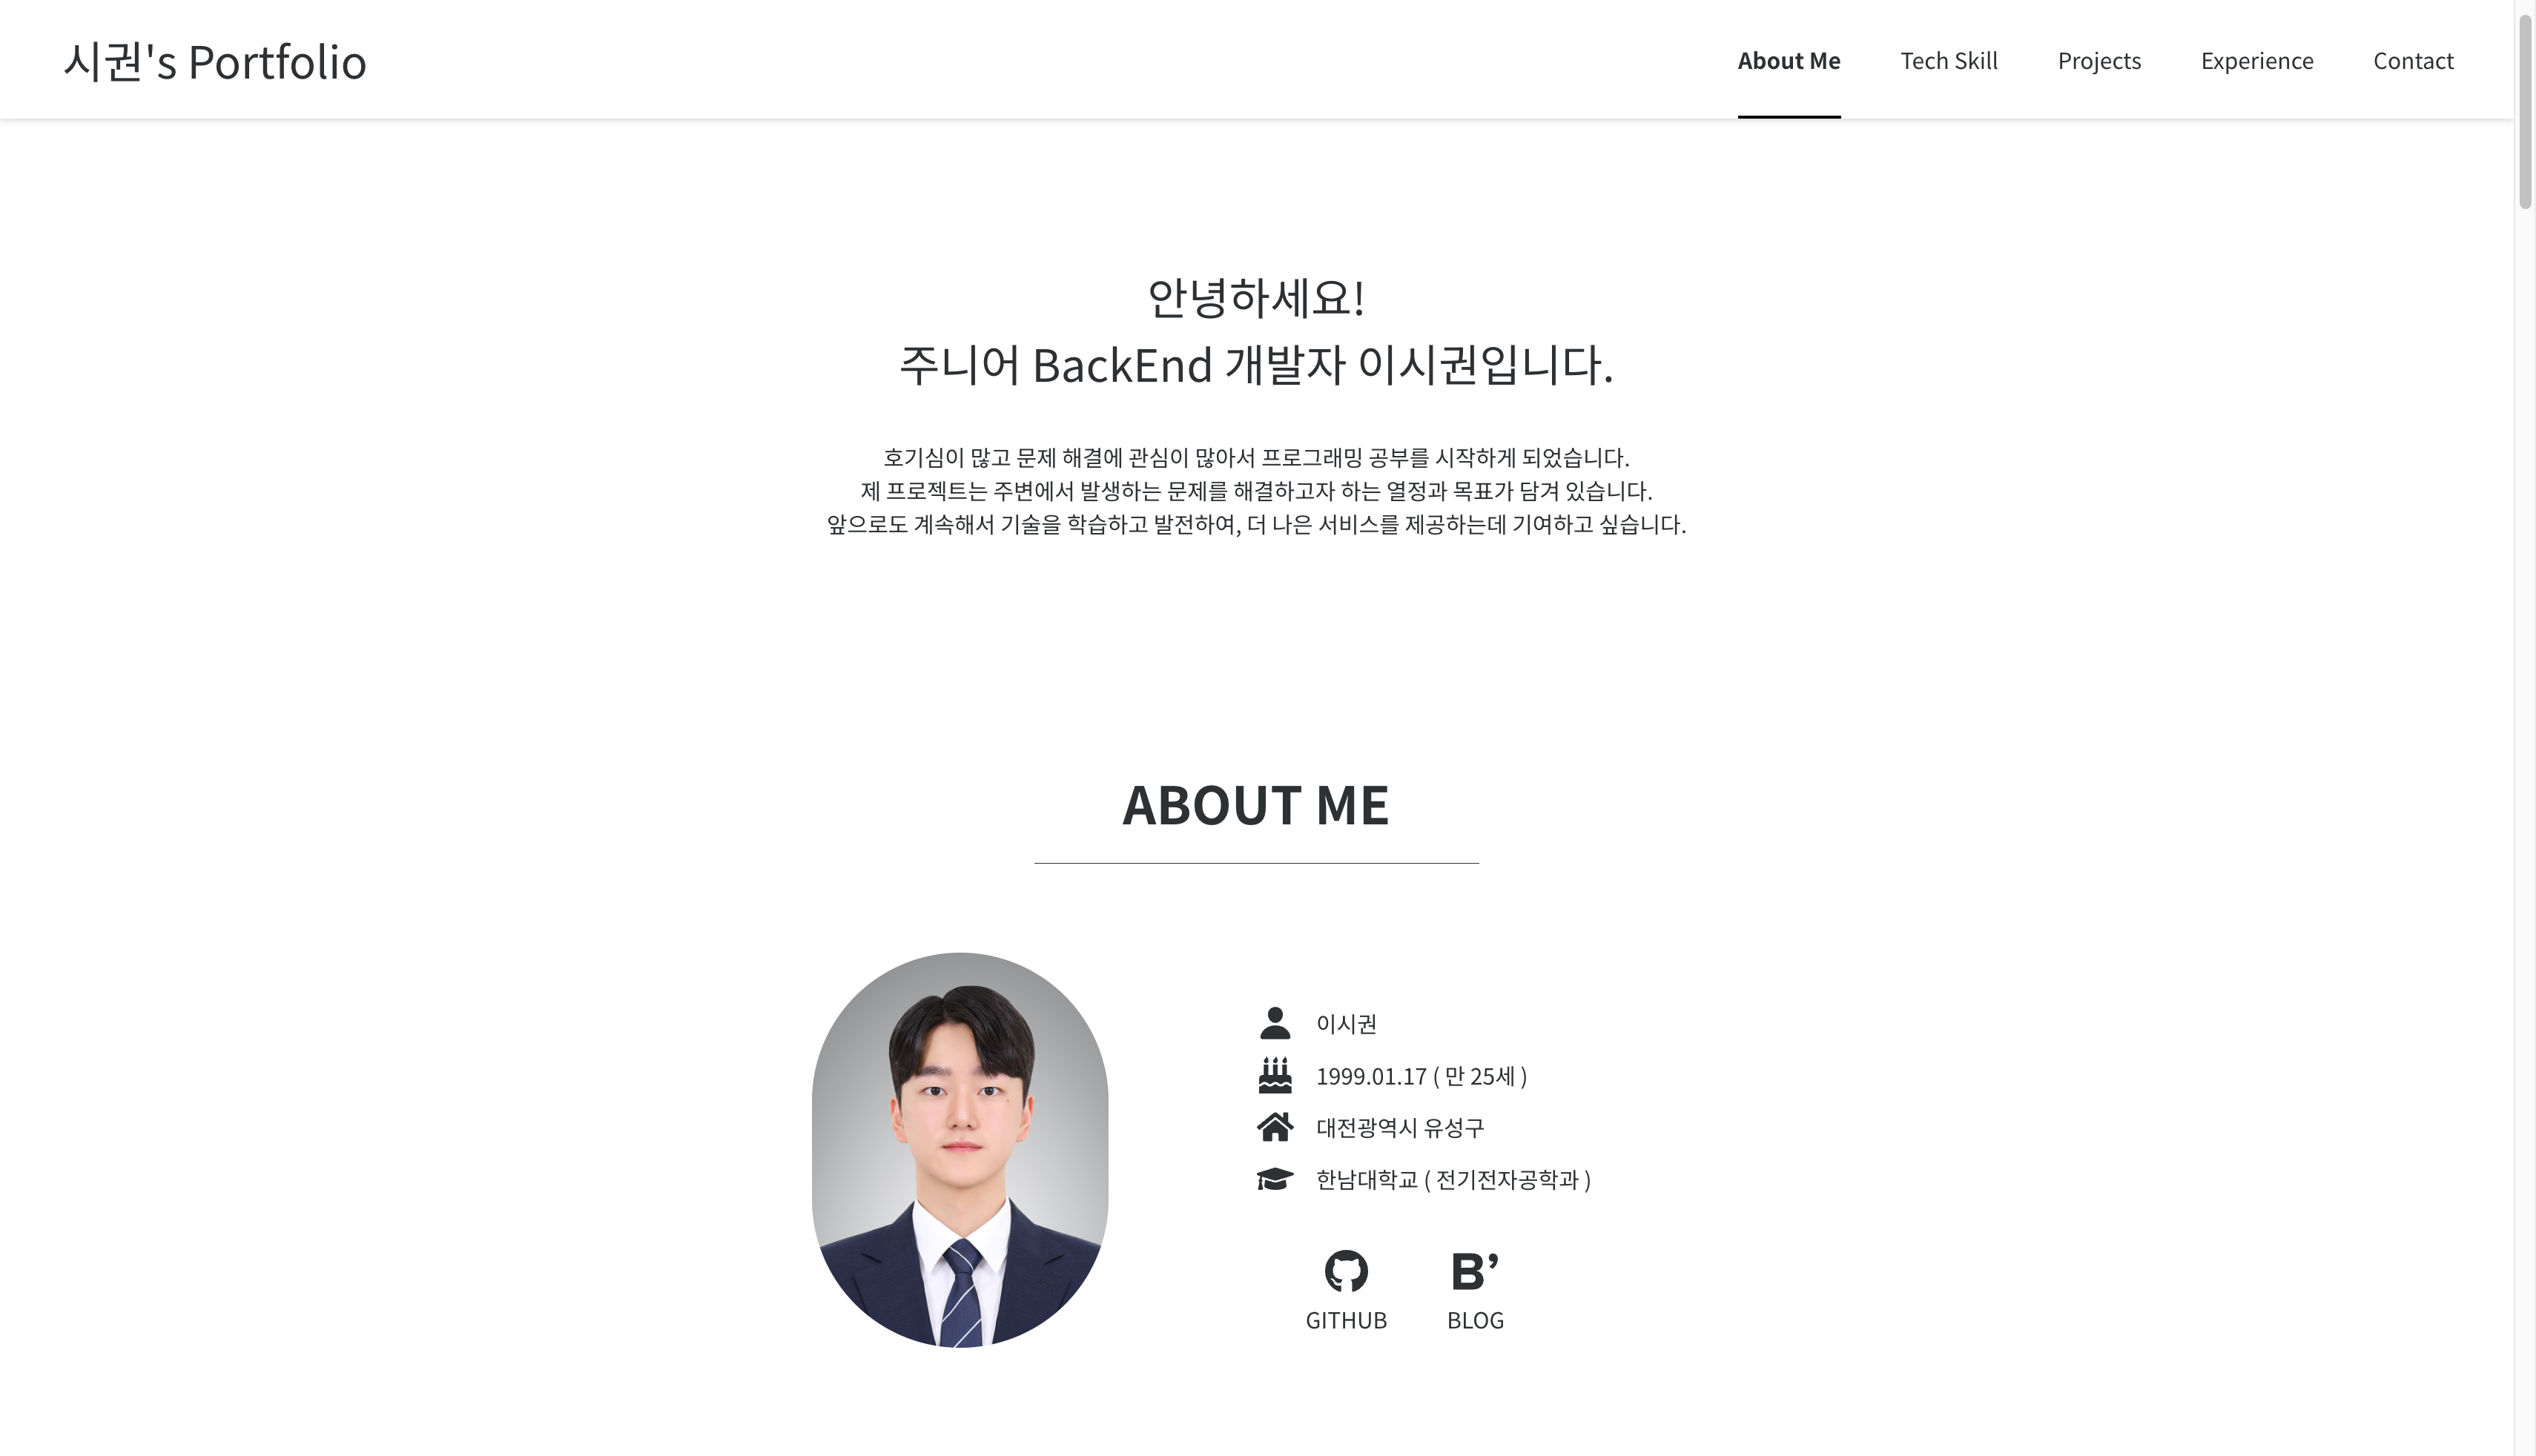 시권's Portfolio
About Me
Tech Skill
Projects
Experience
Contact
안녕하세요!
주니어 BackEnd 개발자 이시권입니다.
호기심이 많고 문제 해결에 관심이 많아서 프로그래밍 공부를 시작하게 되었습니다.
제 프로젝트는 주변에서 발생하는 문제를 해결하고자 하는 열정과 목표가 담겨 있습니다.
앞으로도 계속해서 기술을 학습하고 발전하여, 더 나은 서비스를 제공하는데 기여하고 싶습니다.
ABOUT ME
이시권
1999.01.17 ( 만 25세 )
대전광역시 유성구
한남대학교 ( 전기전자공학과 )
B’
GITHUB
BLOG